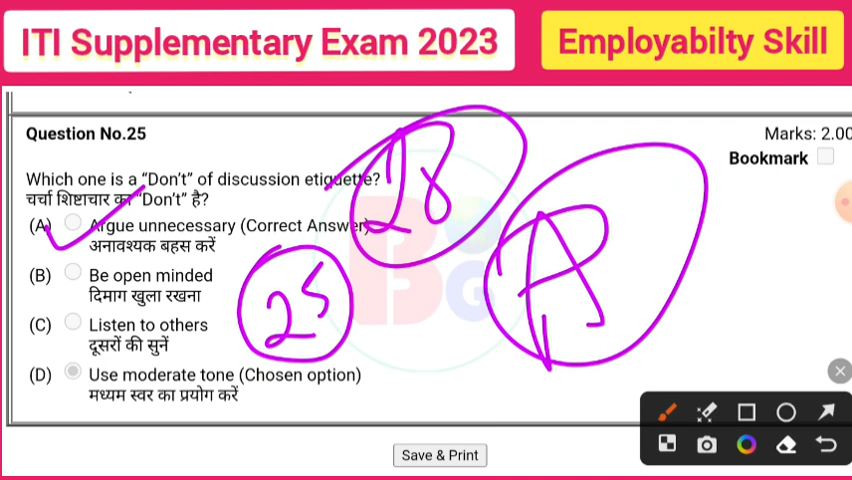 ITI Supplementary Exam 2023
Employabilty Skill
Question No.25
Marks: 2.00
Bookmark
Which one is a “Don’t” of discussion etiquette?
चर्चा शिष्टाचार का “Don’t” है?
(A) Argue unnecessary (Correct Answer)
अनावश्यक बहस करें
28
(B) Be open minded
दिमाग खुला रखना
25
A
(C) Listen to others
दूसरों की सुनें
(D) Use moderate tone (Chosen option)
मध्यम स्वर का प्रयोग करें
Save & Print